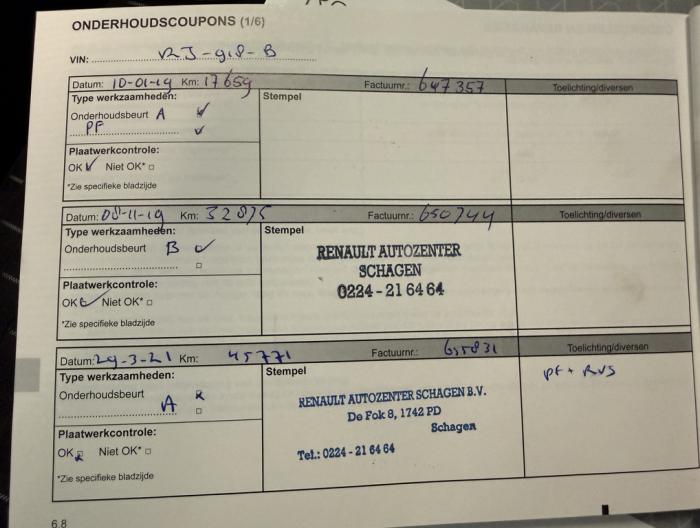 ONDERHOUDSCOUPONS (1/6)
VIN: RJ-918-B
Datum: 10-01-19 Km: 17659 Factuurnr.: 647357 Toelichting/diversen
Type werkzaamheden: Stempel
Onderhoudsbeurt A ✓
PF ✓
Plaatwerkcontrole:
OK ✓ Niet OK* □
*Zie specifieke bladzijde
Datum: 08-11-19 Km: 32875 Factuurnr.: 650744 Toelichting/diversen
Type werkzaamheden: Stempel
Onderhoudsbeurt B ✓
RENAULT AUTOZENTER
SCHAGEN
0224-21 64 64
Plaatwerkcontrole:
OK Niet OK* □
*Zie specifieke bladzijde
Datum: 29-3-21 Km: 45771 Factuurnr.: 655831 Toelichting/diversen
Type werkzaamheden: Stempel
Onderhoudsbeurt
A
RENAULT AUTOZENTER SCHAGEN B.V.
De Fok 8, 1742 PD
Schagen
Tel.: 0224-21 64 64
PF + RVS
Plaatwerkcontrole:
OK Niet OK* □
*Zie specifieke bladzijde
6.8